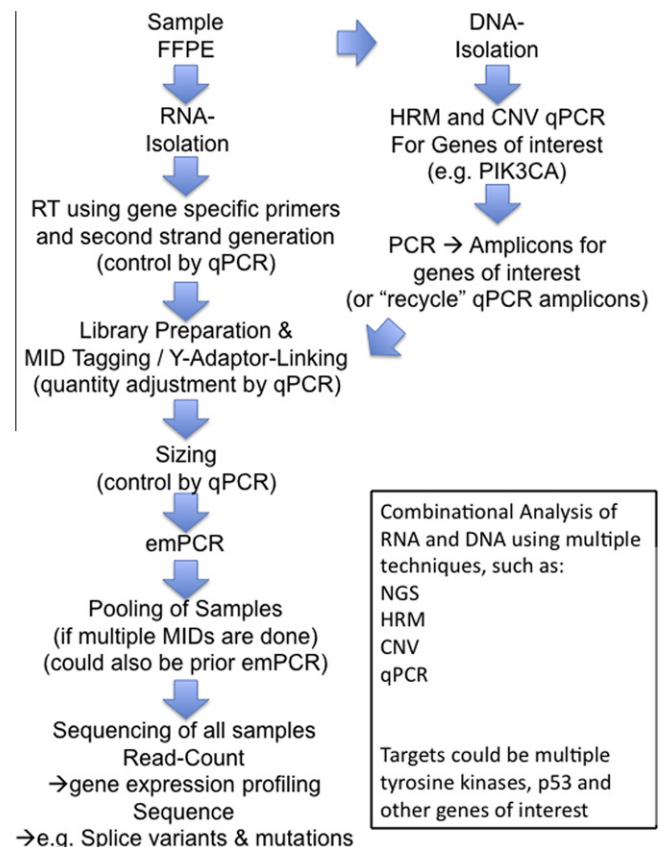 Sample
FFPE
DNA-
Isolation
RNA-
Isolation
HRM and CNV qPCR
For Genes of interest
(e.g. PIK3CA)
RT using gene specific primers
and second strand generation
(control by qPCR)
PCR → Amplicons for
genes of interest
(or “recycle” qPCR amplicons)
Library Preparation &
MID Tagging / Y-Adaptor-Linking
(quantity adjustment by qPCR)
Sizing
(control by qPCR)
emPCR
Pooling of Samples
(if multiple MIDs are done)
(could also be prior emPCR)
Sequencing of all samples
Read-Count
→gene expression profiling
Sequence
→e.g. Splice variants & mutations
Combinational Analysis of
RNA and DNA using multiple
techniques, such as:
NGS
HRM
CNV
qPCR
Targets could be multiple
tyrosine kinases, p53 and
other genes of interest